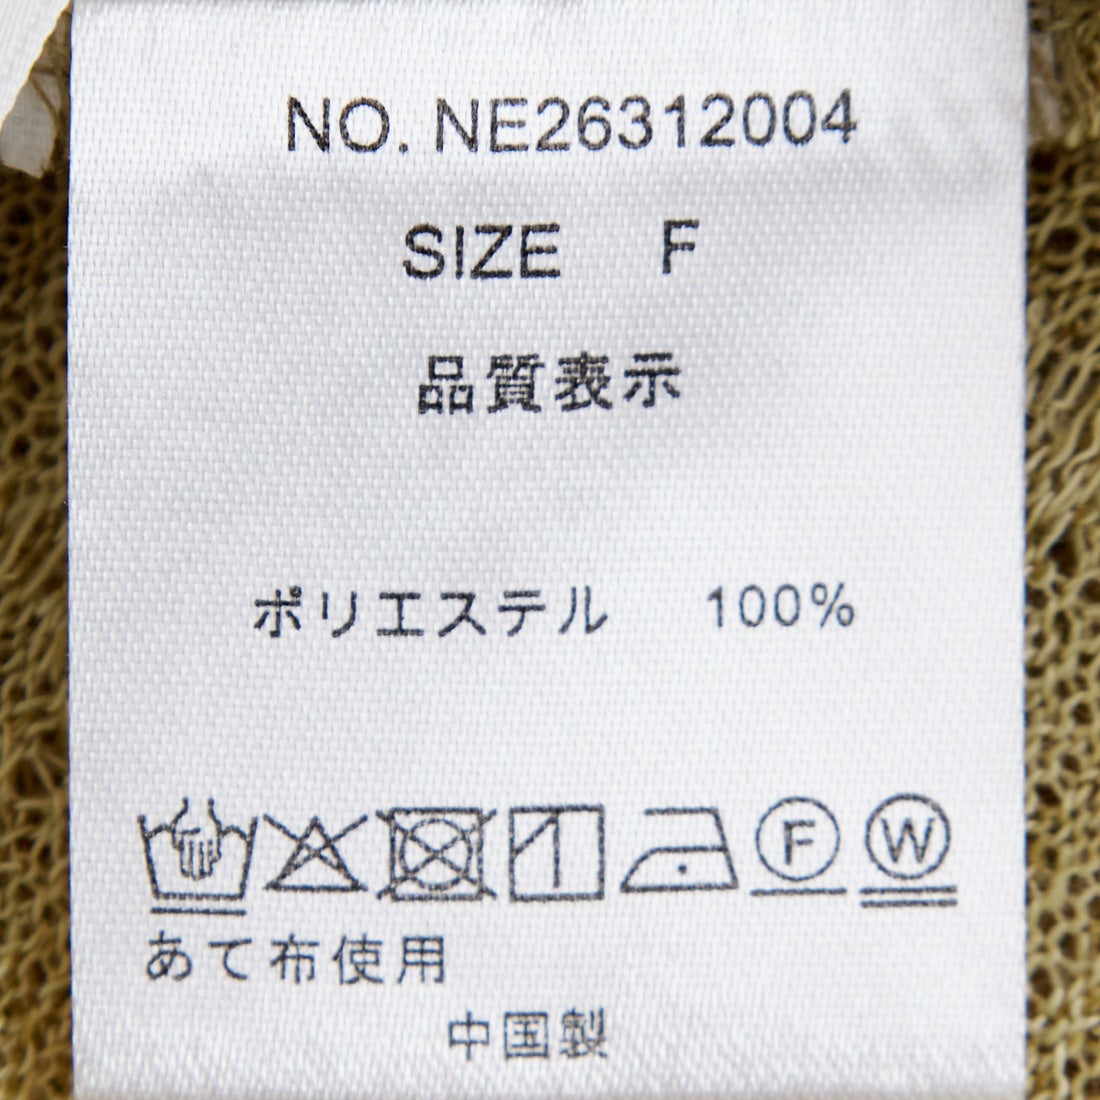 NO. NE26312004
SIZE F
品質表示
ポリエステル 100%
F W
あて布使用
中国製